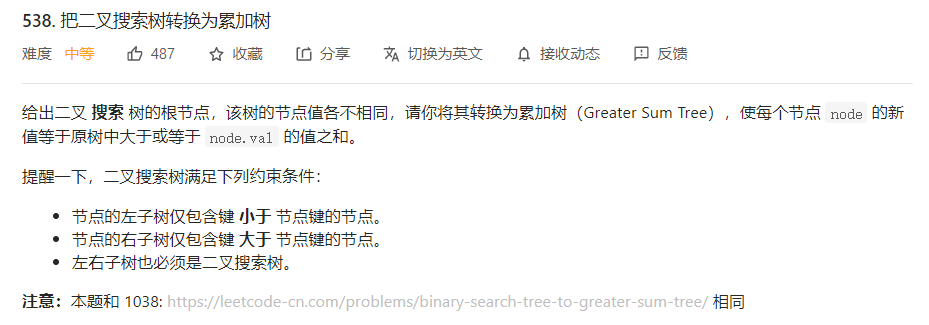 538. 把二叉搜索树转换为累加树
难度 中等 487 收藏 分享 切换为英文 接收动态 反馈
给出二叉 搜索 树的根节点，该树的节点值各不相同，请你将其转换为累加树（Greater Sum Tree），使每个节点 node 的新
值等于原树中大于或等于 node.val 的值之和。
提醒一下，二叉搜索树满足下列约束条件：
• 节点的左子树仅包含键 小于 节点键的节点。
• 节点的右子树仅包含键 大于 节点键的节点。
• 左右子树也必须是二叉搜索树。
注意：本题和 1038: https://leetcode-cn.com/problems/binary-search-tree-to-greater-sum-tree/ 相同